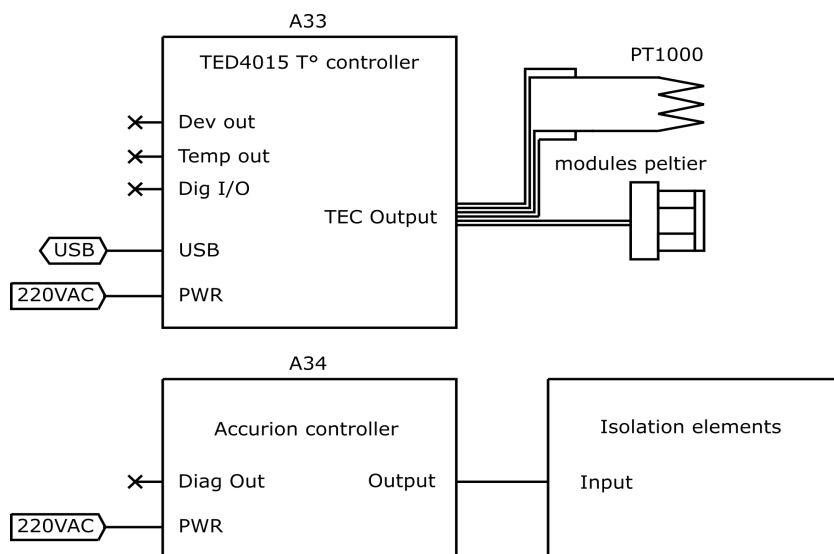 A33
TED4015 T° controller
PT1000
Dev out
Temp out
modules peltier
Dig I/O
TEC Output
USB
USB
220VAC
PWR
A34
Accurion controller
Isolation elements
Diag Out
Output
Input
220VAC
PWR